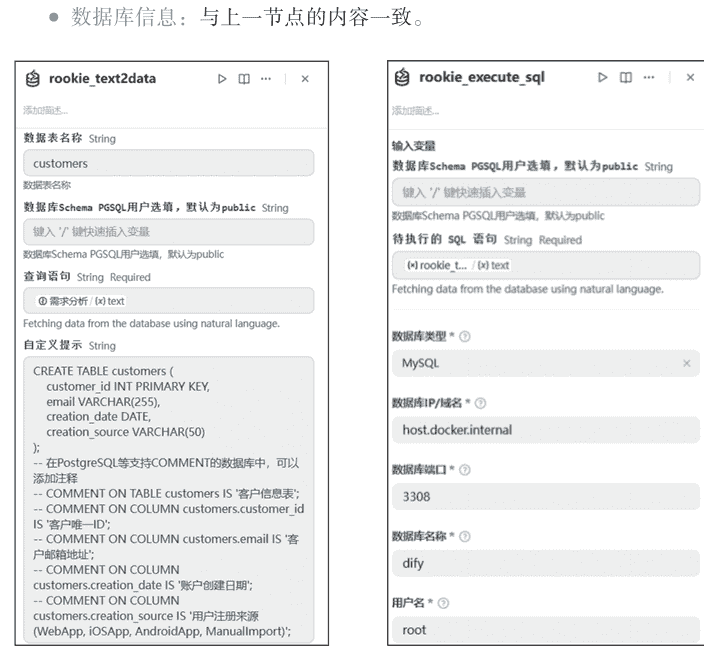 ● 数据库信息：与上一节点的内容一致。
rookie_text2data
添加描述...
数据表名称 String
customers
数据表名称
数据库Schema PGSQL用户选填，默认为public String
键入 '/' 键快速插入变量
数据库Schema PGSQL用户选填，默认为public
查询语句 String Required
需求分析 / {x} text
Fetching data from the database using natural language.
自定义提示 String
CREATE TABLE customers (
customer_id INT PRIMARY KEY,
email VARCHAR(255),
creation_date DATE,
creation_source VARCHAR(50)
);
-- 在PostgreSQL等支持COMMENT的数据库中，可以
添加注释
-- COMMENT ON TABLE customers IS '客户信息表';
-- COMMENT ON COLUMN customers.customer_id
IS '客户唯一ID';
-- COMMENT ON COLUMN customers.email IS '客
户邮箱地址';
-- COMMENT ON COLUMN
customers.creation_date IS '账户创建日期';
-- COMMENT ON COLUMN
customers.creation_source IS '用户注册来源
(WebApp, iOSApp, AndroidApp, ManualImport)';
rookie_execute_sql
添加描述...
输入变量
数据库Schema PGSQL用户选填，默认为public String
键入 '/' 键快速插入变量
数据库Schema PGSQL用户选填，默认为public
待执行的 SQL 语句 String Required
{x} rookie_t... / {x} text
Fetching data from the database using natural language.
数据库类型 *
MySQL
数据库IP/域名 *
host.docker.internal
数据库端口 *
3308
数据库名称 *
dify
用户名 *
root